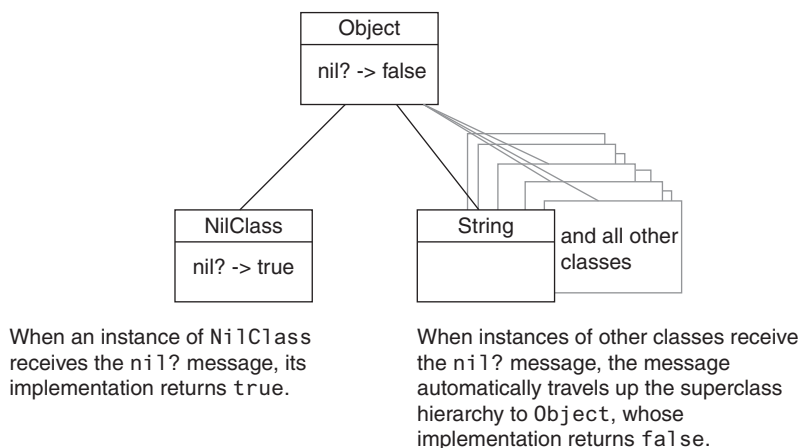 Object
nil? -> false
NilClass
nil? -> true
String
and all other
classes
When an instance of NilClass
receives the nil? message, its
implementation returns true.
When instances of other classes receive
the nil? message, the message
automatically travels up the superclass
hierarchy to Object, whose
implementation returns false.